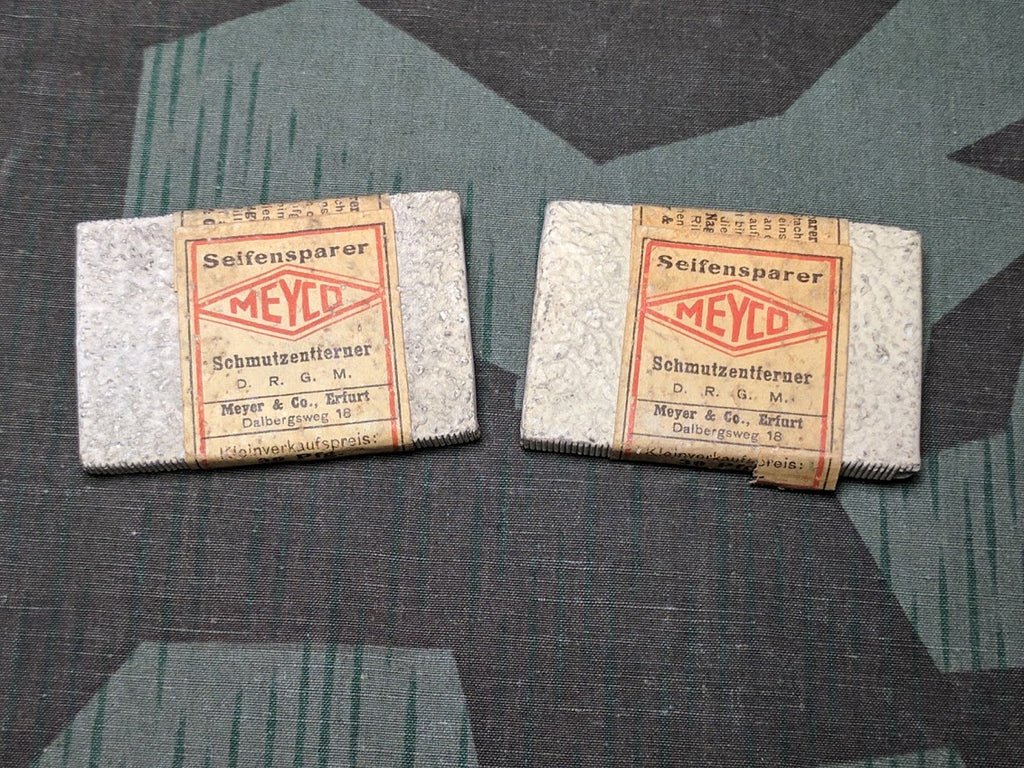 Seifensparer
MEYCO
Schmutzentferner
D. R. G. M.
Meyer & Co., Erfurt
Dalbergsweg 18
Kleinverkaufspreis:
Seifensparer
MEYCO
Schmutzentferner
D. R. G. M.
Meyer & Co., Erfurt
Dalbergsweg 18
Kleinverkaufspreis: